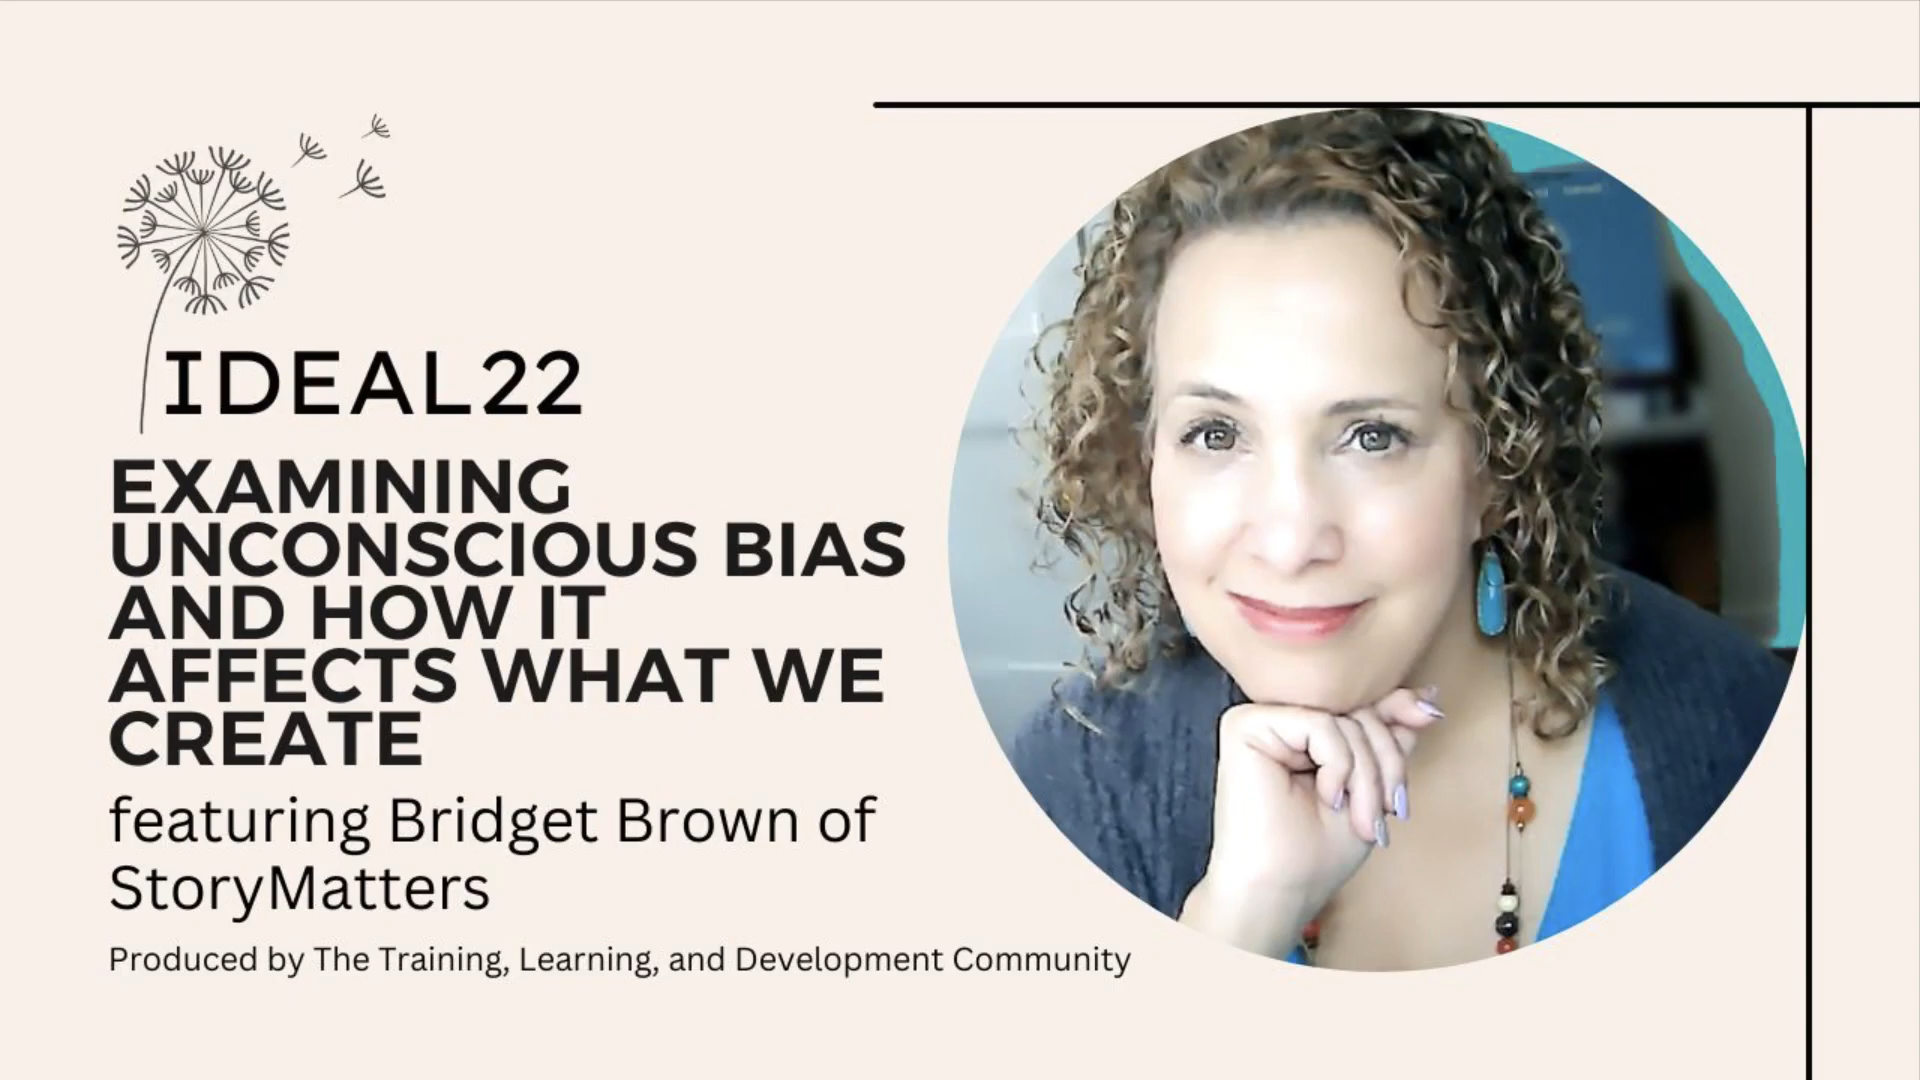 IDEAL22
EXAMINING
UNCONSCIOUS BIAS
AND HOW IT
AFFECTS WHAT WE
CREATE
featuring Bridget Brown of
StoryMatters
Produced by The Training, Learning, and Development Community